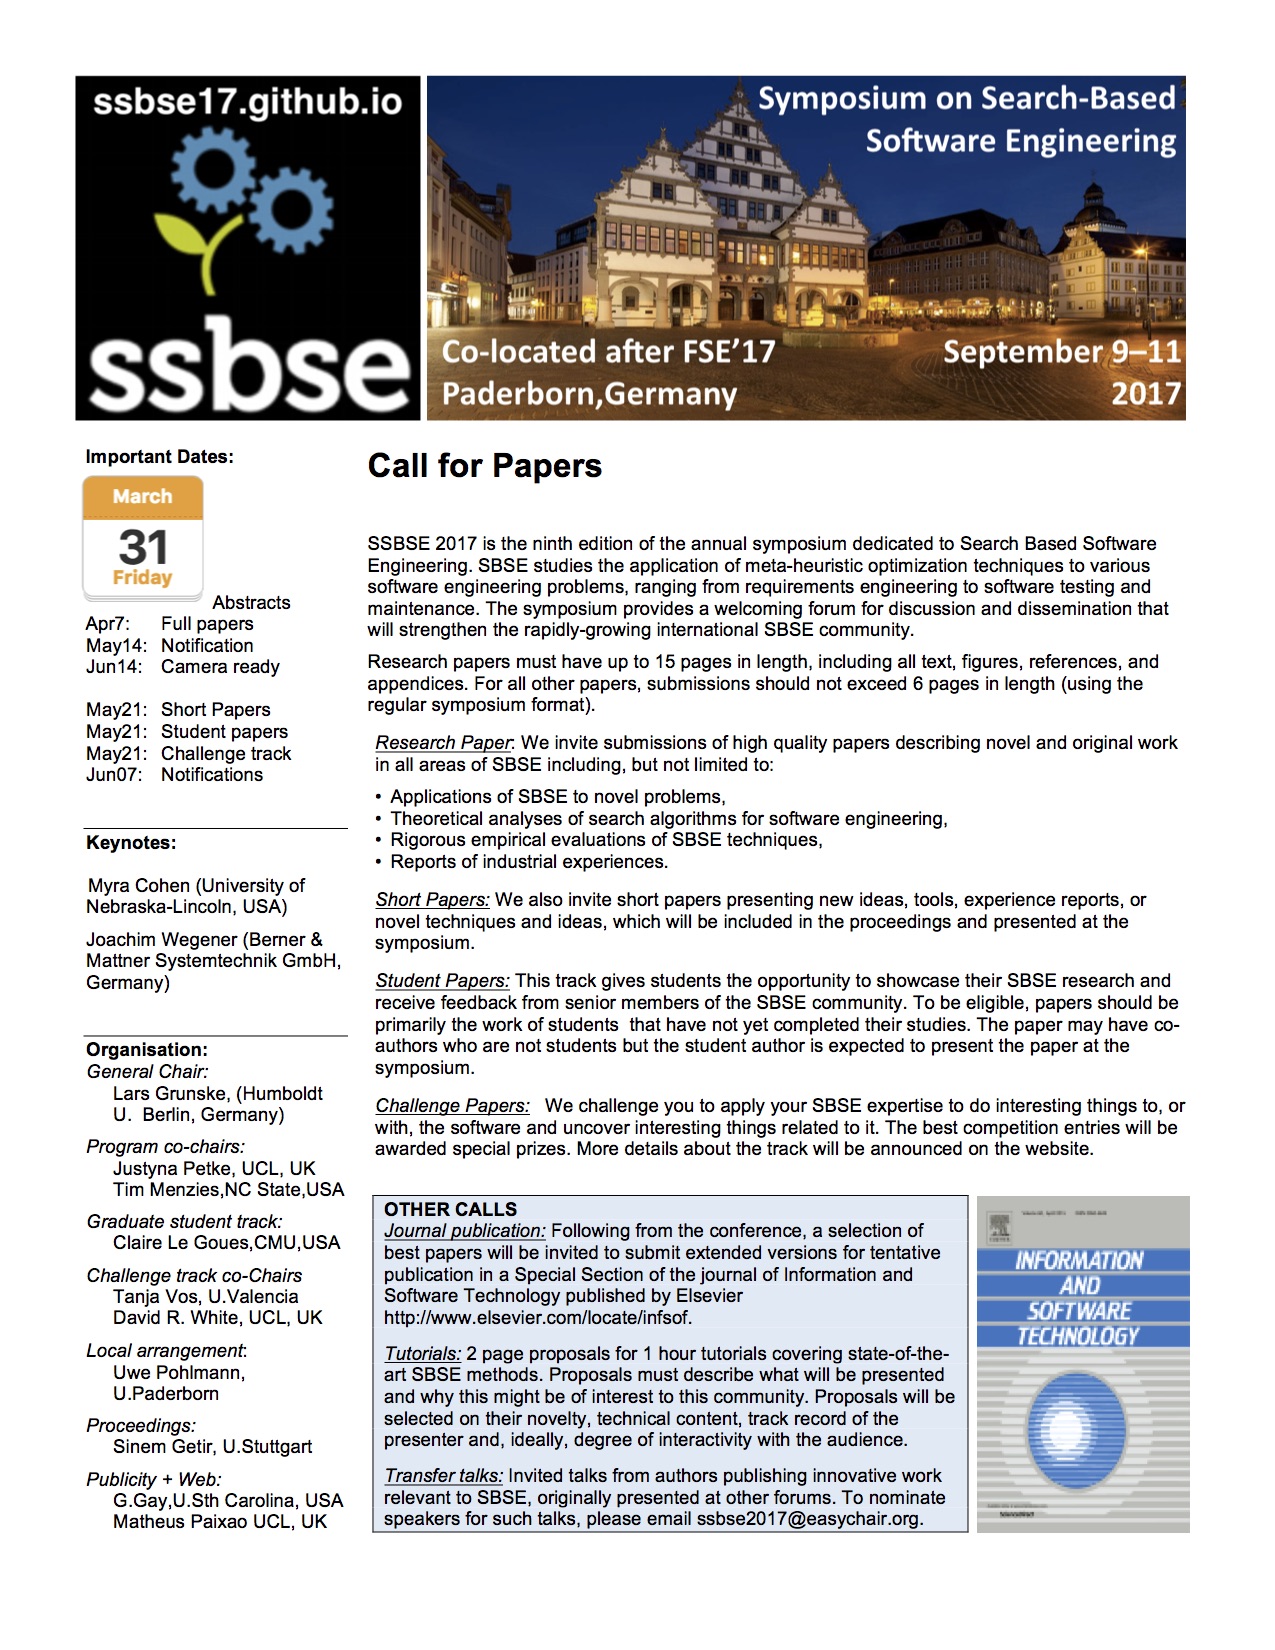 ssbse17.github.io
ssbse
Symposium on Search-Based
Software Engineering
Co-located after FSE’17
Paderborn,Germany
September 9–11
2017
Important Dates:
March
31
Friday
Abstracts
Apr7: Full papers
May14: Notification
Jun14: Camera ready
May21: Short Papers
May21: Student papers
May21: Challenge track
Jun07: Notifications
Keynotes:
Myra Cohen (University of
Nebraska-Lincoln, USA)
Joachim Wegener (Berner &
Mattner Systemtechnik GmbH,
Germany)
Organisation:
General Chair:
Lars Grunske, (Humboldt
U. Berlin, Germany)
Program co-chairs:
Justyna Petke, UCL, UK
Tim Menzies,NC State,USA
Graduate student track:
Claire Le Goues,CMU,USA
Challenge track co-Chairs
Tanja Vos, U.Valencia
David R. White, UCL, UK
Local arrangement:
Uwe Pohlmann,
U.Paderborn
Proceedings:
Sinem Getir, U.Stuttgart
Publicity + Web:
G.Gay,U.Sth Carolina, USA
Matheus Paixao UCL, UK
Call for Papers
SSBSE 2017 is the ninth edition of the annual symposium dedicated to Search Based Software
Engineering. SBSE studies the application of meta-heuristic optimization techniques to various
software engineering problems, ranging from requirements engineering to software testing and
maintenance. The symposium provides a welcoming forum for discussion and dissemination that
will strengthen the rapidly-growing international SBSE community.
Research papers must have up to 15 pages in length, including all text, figures, references, and
appendices. For all other papers, submissions should not exceed 6 pages in length (using the
regular symposium format).
Research Paper: We invite submissions of high quality papers describing novel and original work
in all areas of SBSE including, but not limited to:
• Applications of SBSE to novel problems,
• Theoretical analyses of search algorithms for software engineering,
• Rigorous empirical evaluations of SBSE techniques,
• Reports of industrial experiences.
Short Papers: We also invite short papers presenting new ideas, tools, experience reports, or
novel techniques and ideas, which will be included in the proceedings and presented at the
symposium.
Student Papers: This track gives students the opportunity to showcase their SBSE research and
receive feedback from senior members of the SBSE community. To be eligible, papers should be
primarily the work of students that have not yet completed their studies. The paper may have co-
authors who are not students but the student author is expected to present the paper at the
symposium.
Challenge Papers: We challenge you to apply your SBSE expertise to do interesting things to, or
with, the software and uncover interesting things related to it. The best competition entries will be
awarded special prizes. More details about the track will be announced on the website.
OTHER CALLS
Journal publication: Following from the conference, a selection of
best papers will be invited to submit extended versions for tentative
publication in a Special Section of the journal of Information and
Software Technology published by Elsevier
http://www.elsevier.com/locate/infsof.
Tutorials: 2 page proposals for 1 hour tutorials covering state-of-the-
art SBSE methods. Proposals must describe what will be presented
and why this might be of interest to this community. Proposals will be
selected on their novelty, technical content, track record of the
presenter and, ideally, degree of interactivity with the audience.
Transfer talks: Invited talks from authors publishing innovative work
relevant to SBSE, originally presented at other forums. To nominate
speakers for such talks, please email ssbse2017@easychair.org.
INFORMATION
AND
SOFTWARE
TECHNOLOGY